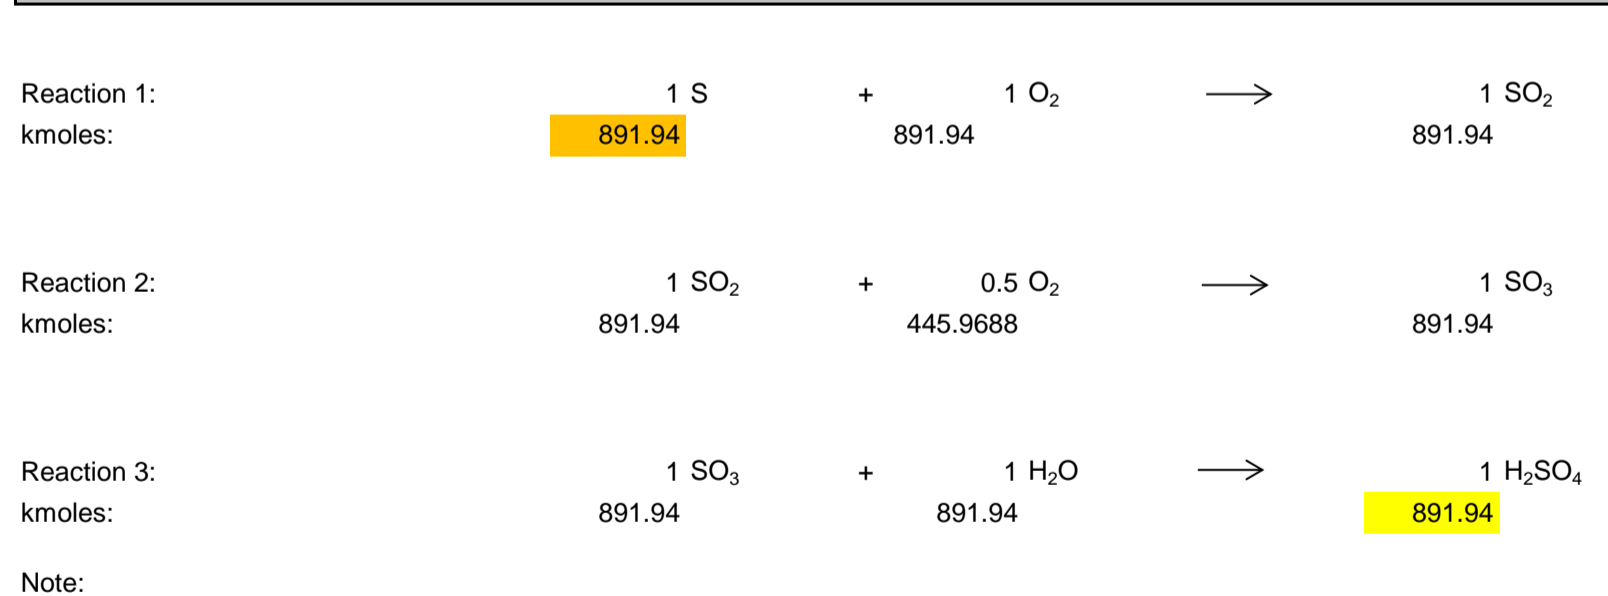 Reaction 1: 1 S + 1 O₂ ⟶ 1 SO₂
kmoles: 891.94 891.94 891.94
Reaction 2: 1 SO₂ + 0.5 O₂ ⟶ 1 SO₃
kmoles: 891.94 445.9688 891.94
Reaction 3: 1 SO₃ + 1 H₂O ⟶ 1 H₂SO₄
kmoles: 891.94 891.94 891.94
Note: